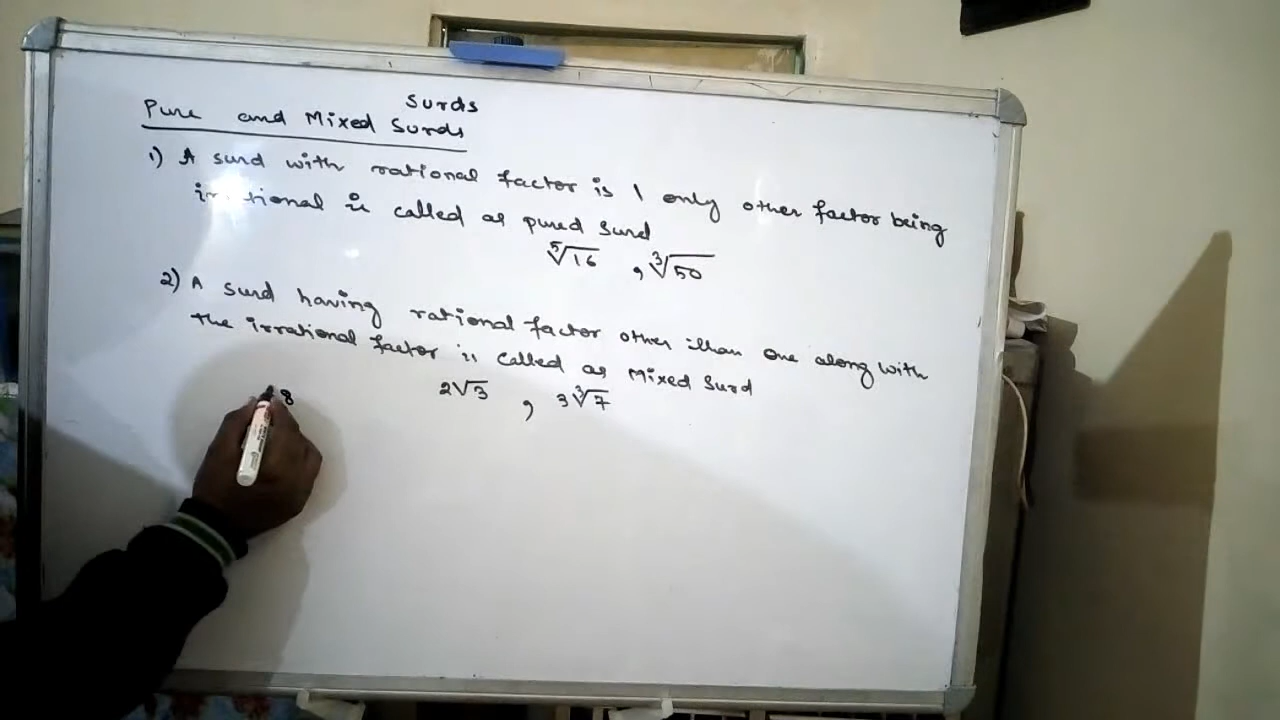 Surds
Pure and Mixed Surds
1) A surd with rational factor is 1 only other factor being
irrational is called as pured surd
⁵√16 , ³√50
2) A surd having rational factor other than one along with
the irrational factor is called as Mixed Surd
8 2√3 , 3³√7